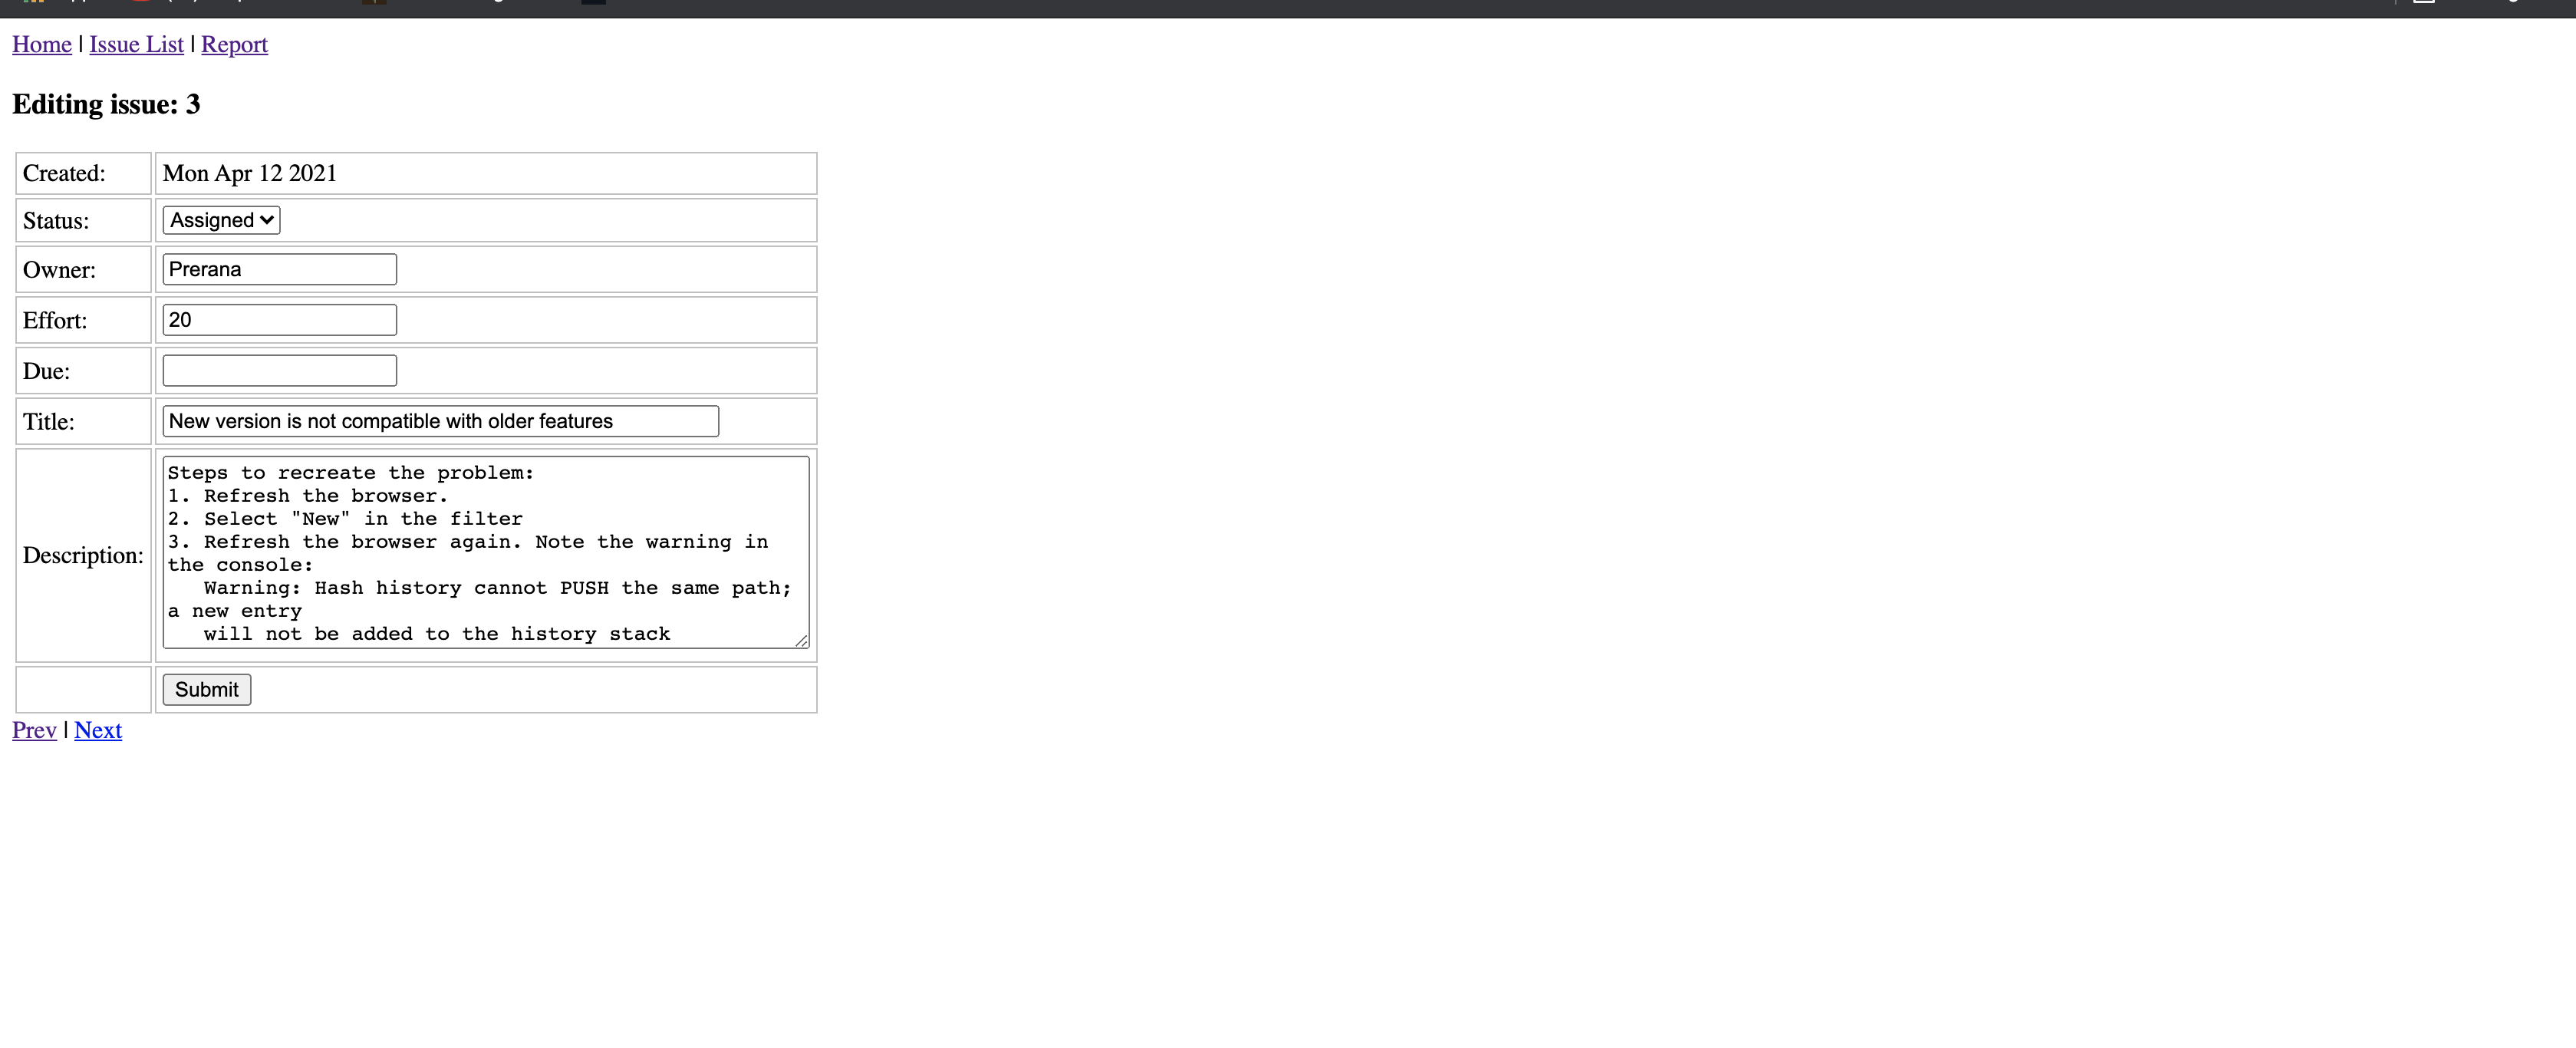 Home | Issue List | Report
Editing issue: 3
Created: Mon Apr 12 2021
Status: Assigned
Owner: Prerana
Effort: 20
Due:
Title: New version is not compatible with older features
Description:
Steps to recreate the problem:
1. Refresh the browser.
2. Select "New" in the filter
3. Refresh the browser again. Note the warning in
the console:
Warning: Hash history cannot PUSH the same path;
a new entry
will not be added to the history stack
Submit
Prev | Next